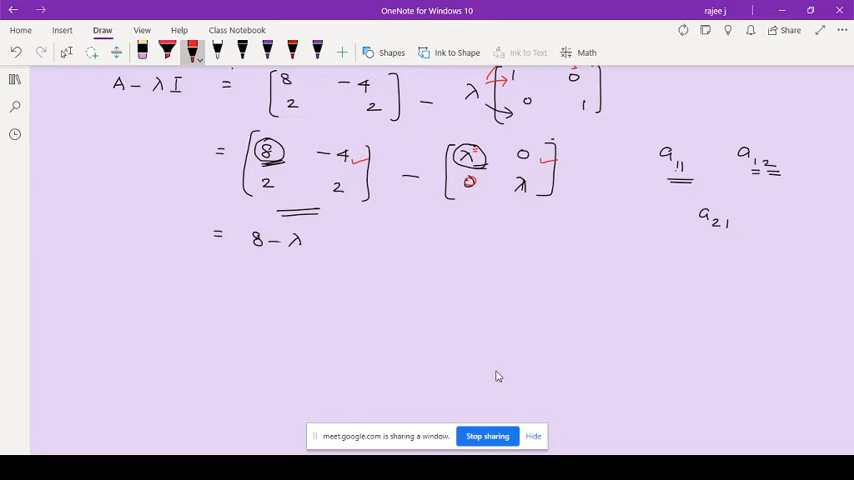 OneNote for Windows 10
rajee j
Home Insert Draw View Help Class Notebook Share
Shapes Ink to Shape Ink to Text Math
A - λ I = [ 8 - 4 - λ [ 1 0
2 2 ] 0 1 ]
= [ 8 - 4 - [ λ 0 a11 a12
2 2 ] 0 λ ] a21
= 8 - λ
meet.google.com is sharing a window. Stop sharing Hide